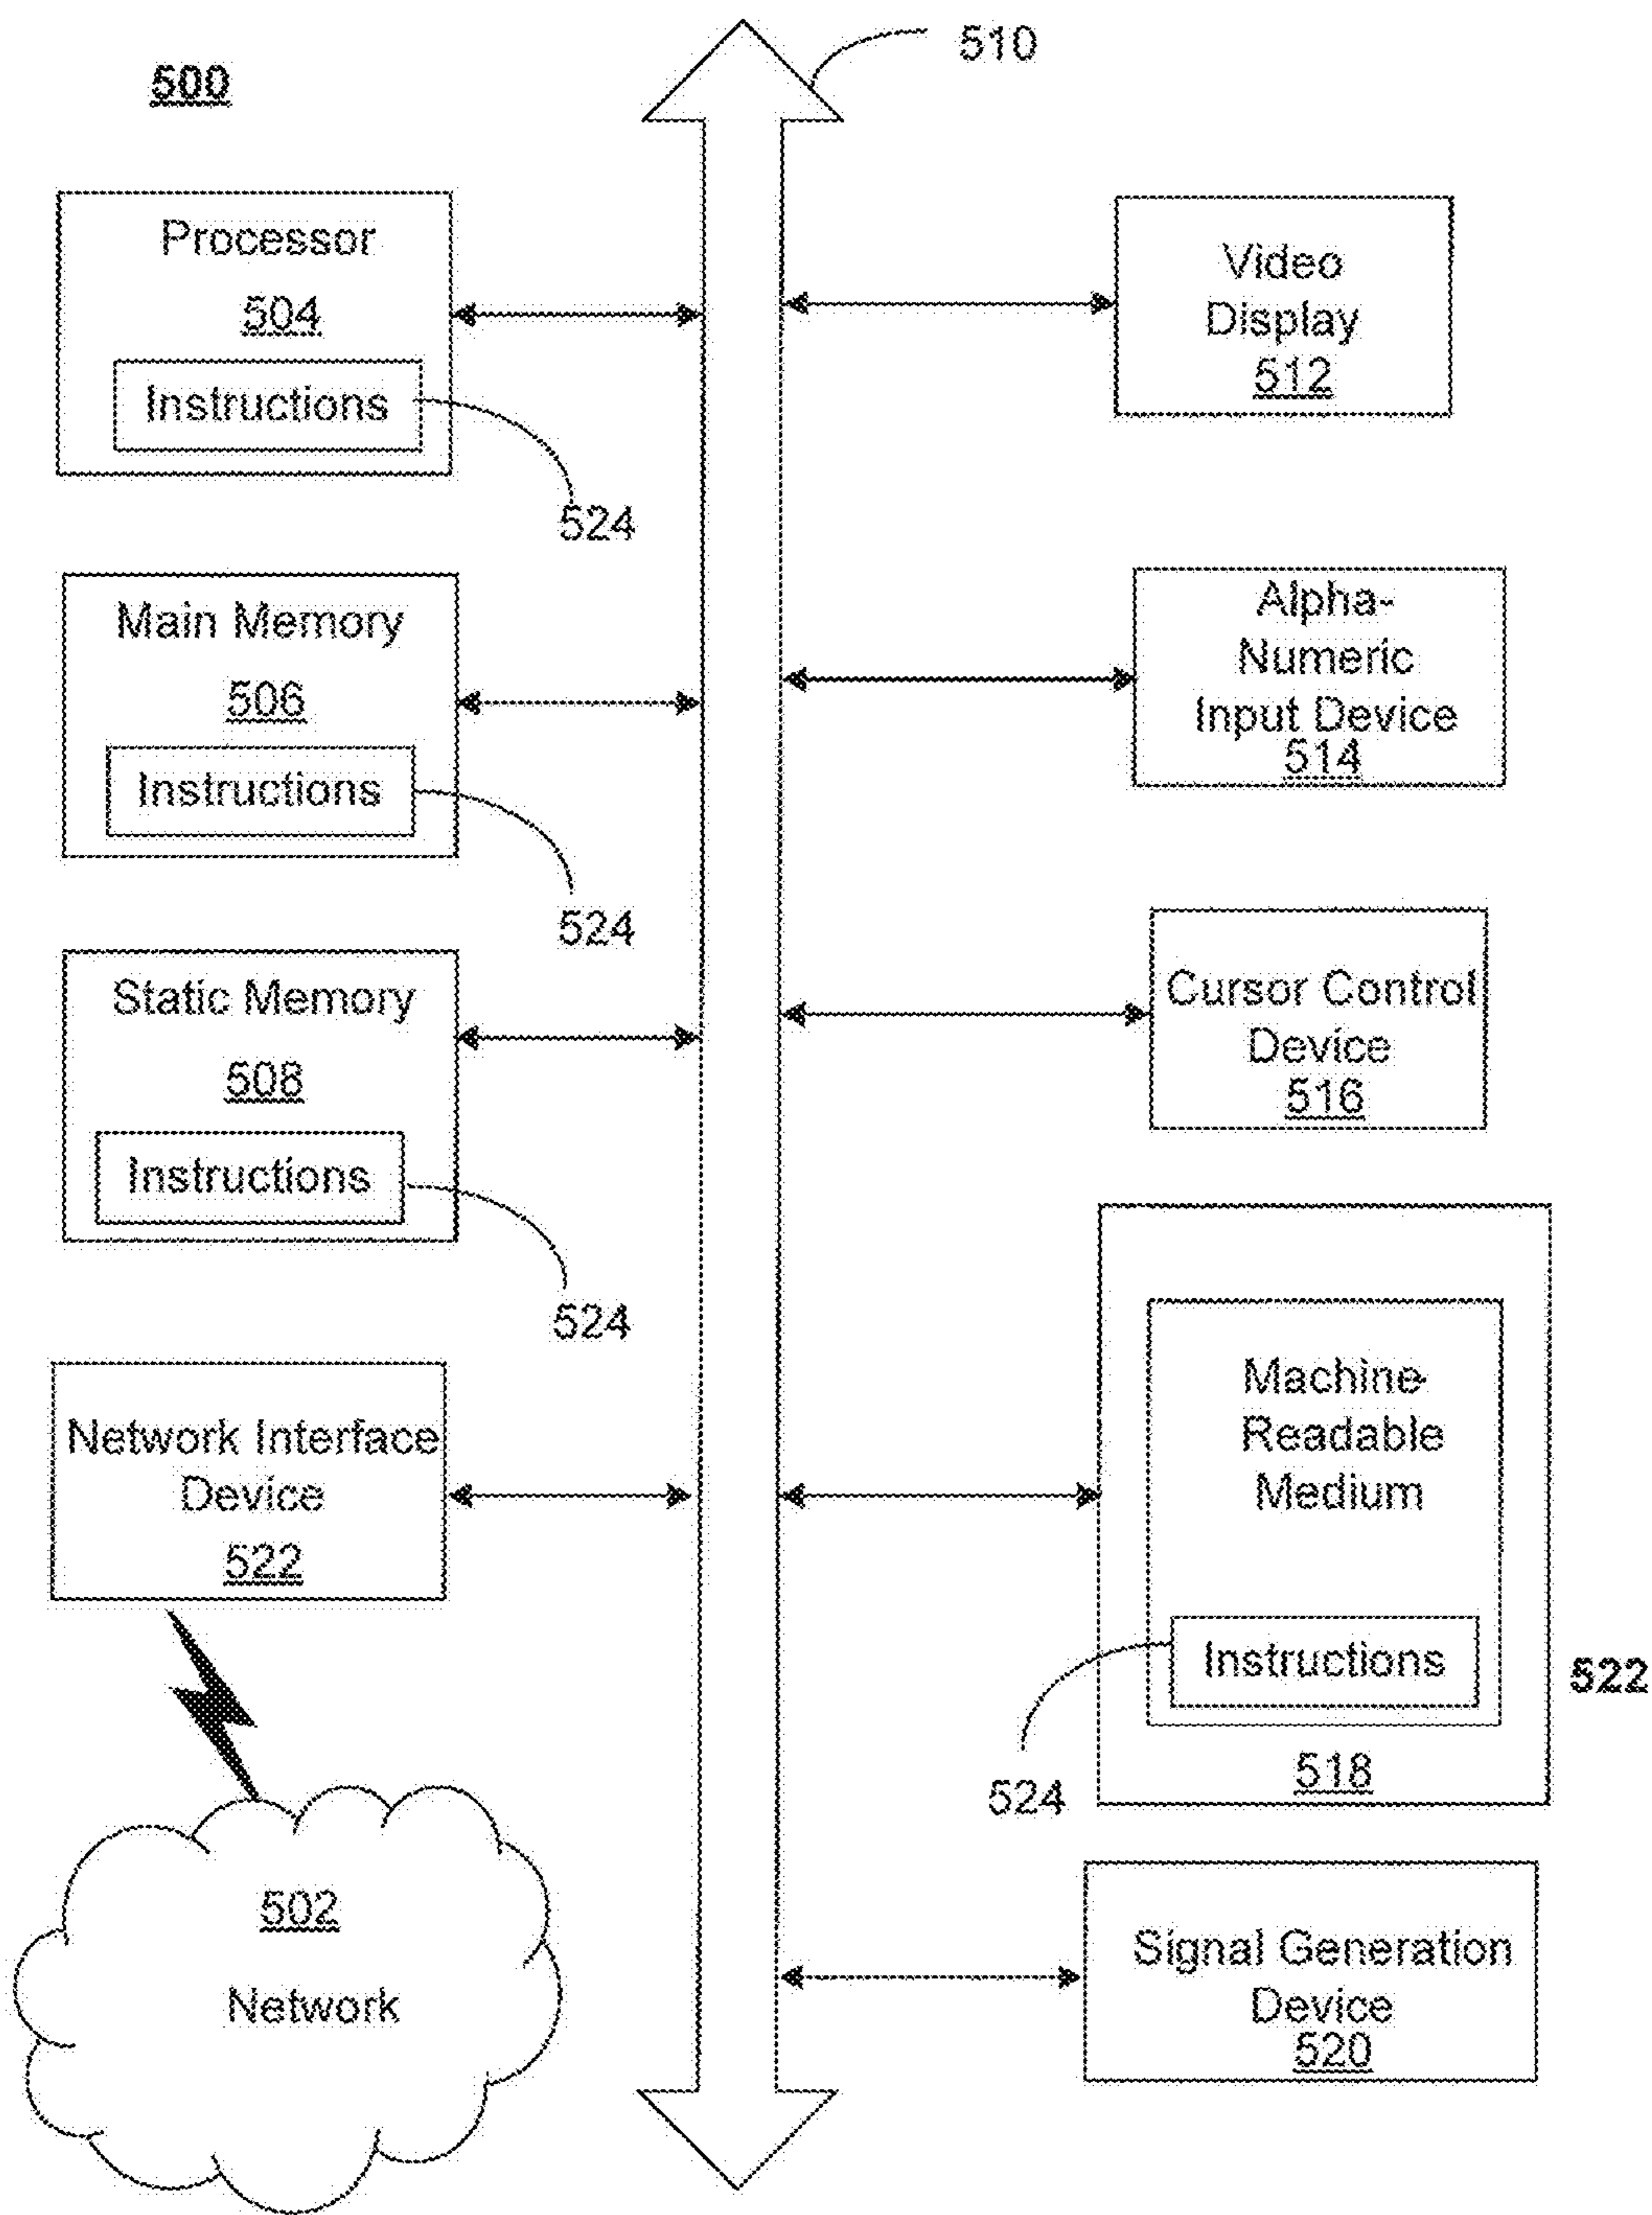 500
510
Processor
504
Instructions
524
Main Memory
506
Instructions
524
Static Memory
508
Instructions
524
Network Interface
Device
522
502
Network
Video
Display
512
Alpha-
Numeric
Input Device
514
Cursor Control
Device
516
Machine-
Readable
Medium
Instructions
522
518
524
Signal Generation
Device
520